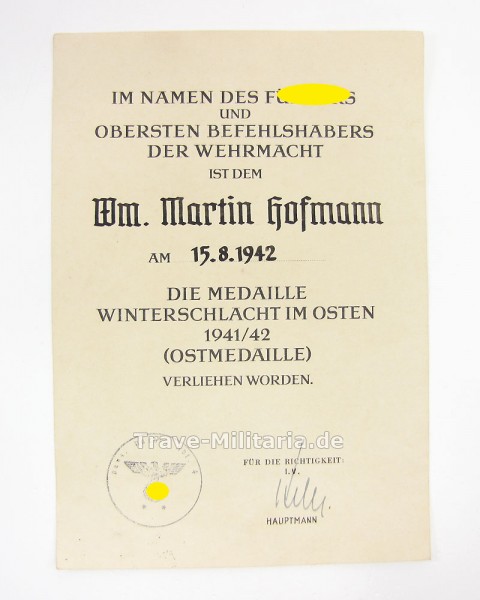 IM NAMEN DES
UND
OBERSTEN BEFEHLSHABERS
DER WEHRMACHT
IST DEM
Wm. Martin Hofmann
AM 15.8.1942
DIE MEDAILLE
WINTERSCHLACHT IM OSTEN
1941/42
(OSTMEDAILLE)
VERLIEHEN WORDEN.
Trave-Militaria.de
FÜR DIE RICHTIGKEIT:
I.V.
HAUPTMANN